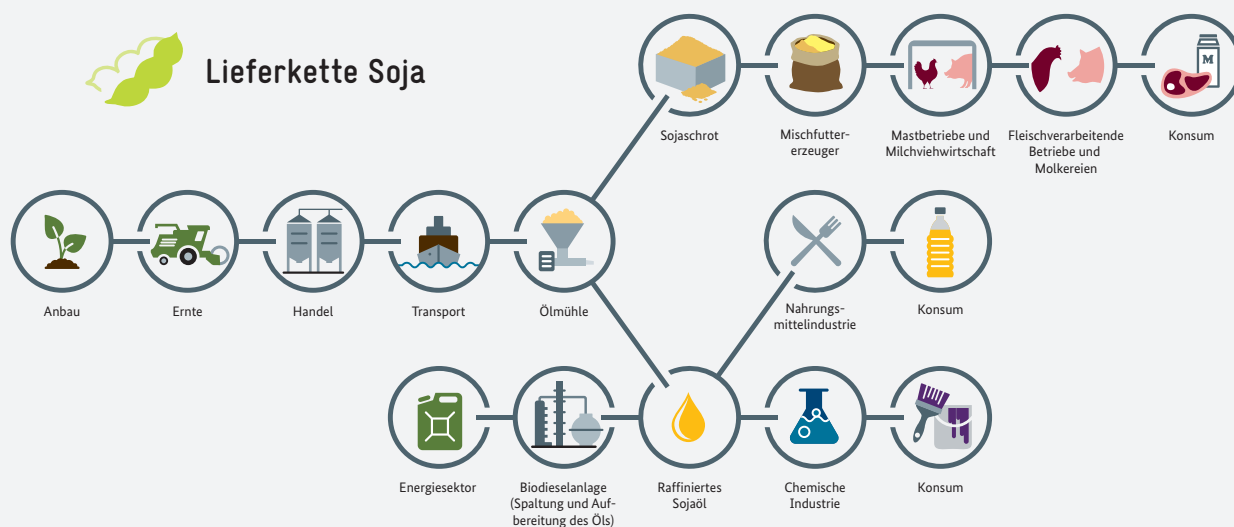 Lieferkette Soja
M
Sojaschrot
Mischfutter-
erzeuger
Mastbetriebe und
Milchviehwirtschaft
Fleischverarbeitende
Betriebe und
Molkereien
Konsum
Anbau
Ernte
Handel
Transport
Ölmühle
Nahrungs-
mittelindustrie
Konsum
Energiesektor
Biodieselanlage
(Spaltung und Auf-
bereitung des Öls)
Raffiniertes
Sojaöl
Chemische
Industrie
Konsum